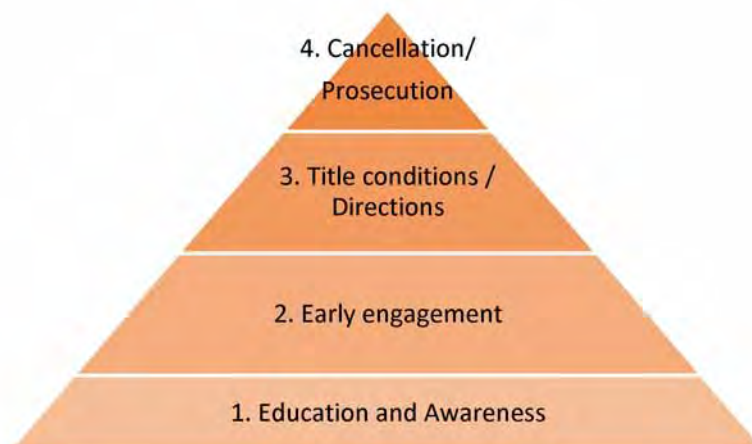 4. Cancellation/
Prosecution
3. Title conditions /
Directions
2. Early engagement
1. Education and Awareness